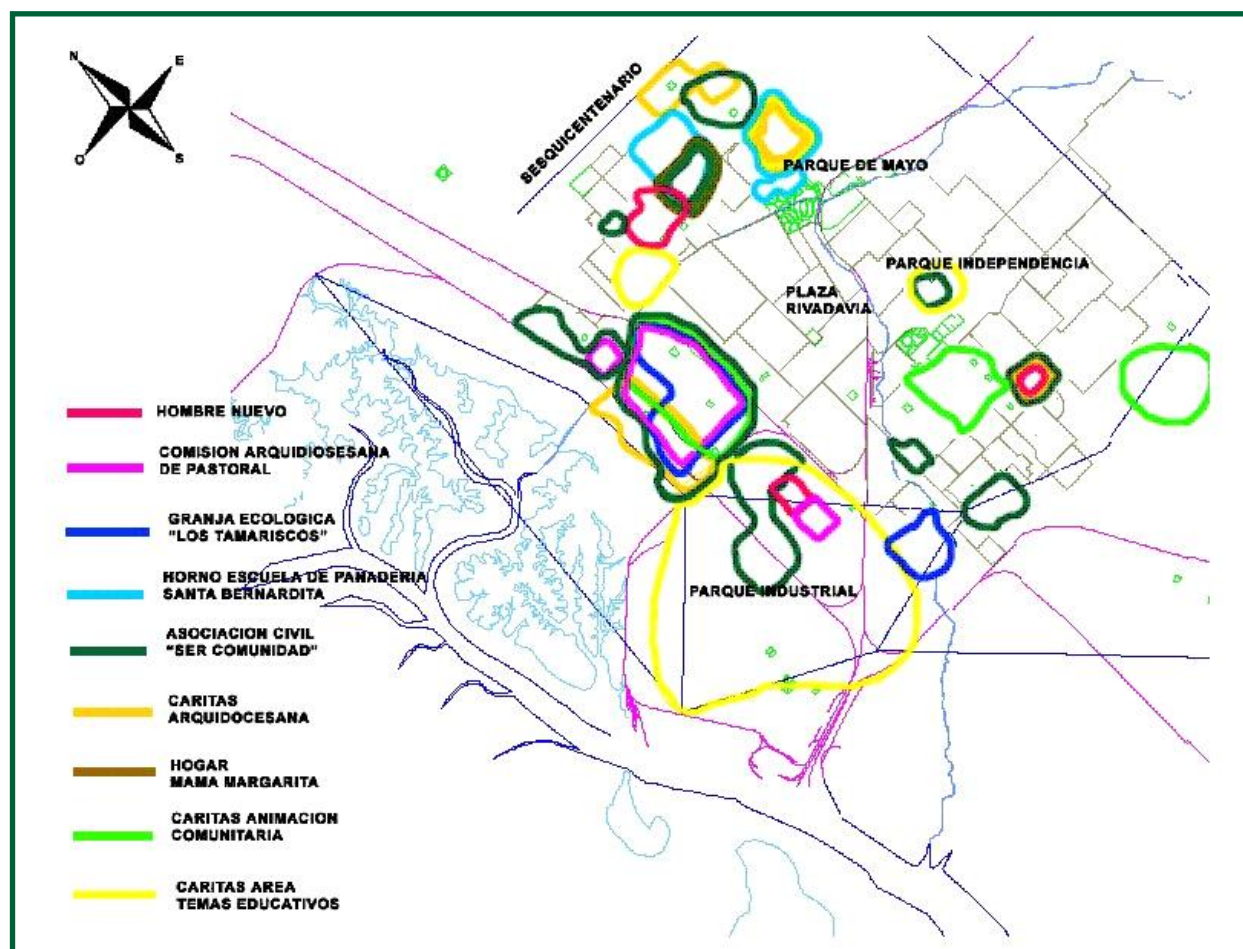 N
E
O
S
SESQUICENTENARIO
PARQUE DE MAYO
PARQUE INDEPENDENCIA
PLAZA
RIVADAVIA
PARQUE INDUSTRIAL
HOMBRE NUEVO
COMISION ARQUIDIOSESANA
DE PASTORAL
GRANJA ECOLOGICA
"LOS TAMARISCOS"
HORNO ESCUELA DE PANADERIA
SANTA BERNARDITA
ASOCIACION CIVIL
"SER COMUNIDAD"
CARITAS
ARQUIDOCESANA
HOGAR
MAMA MARGARITA
CARITAS ANIMACION
COMUNITARIA
CARITAS AREA
TEMAS EDUCATIVOS